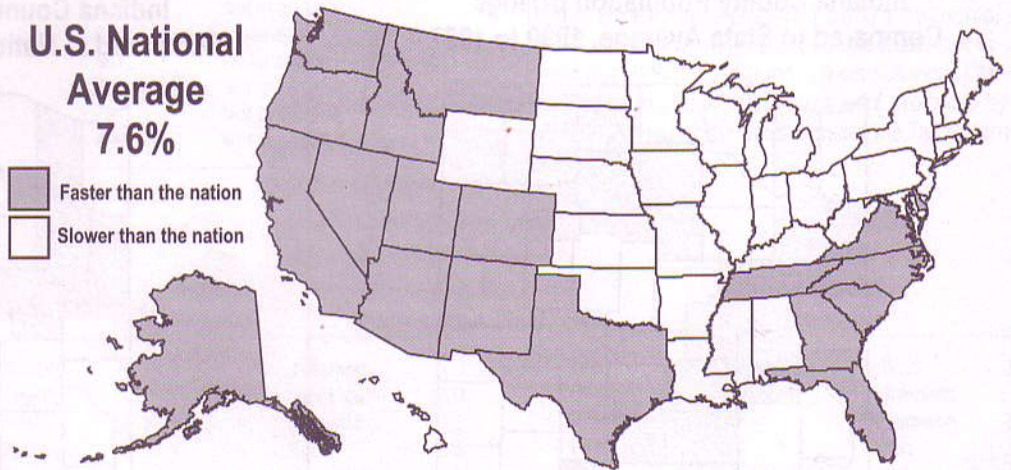 U.S. National
Average
7.6%
Faster than the nation
Slower than the nation